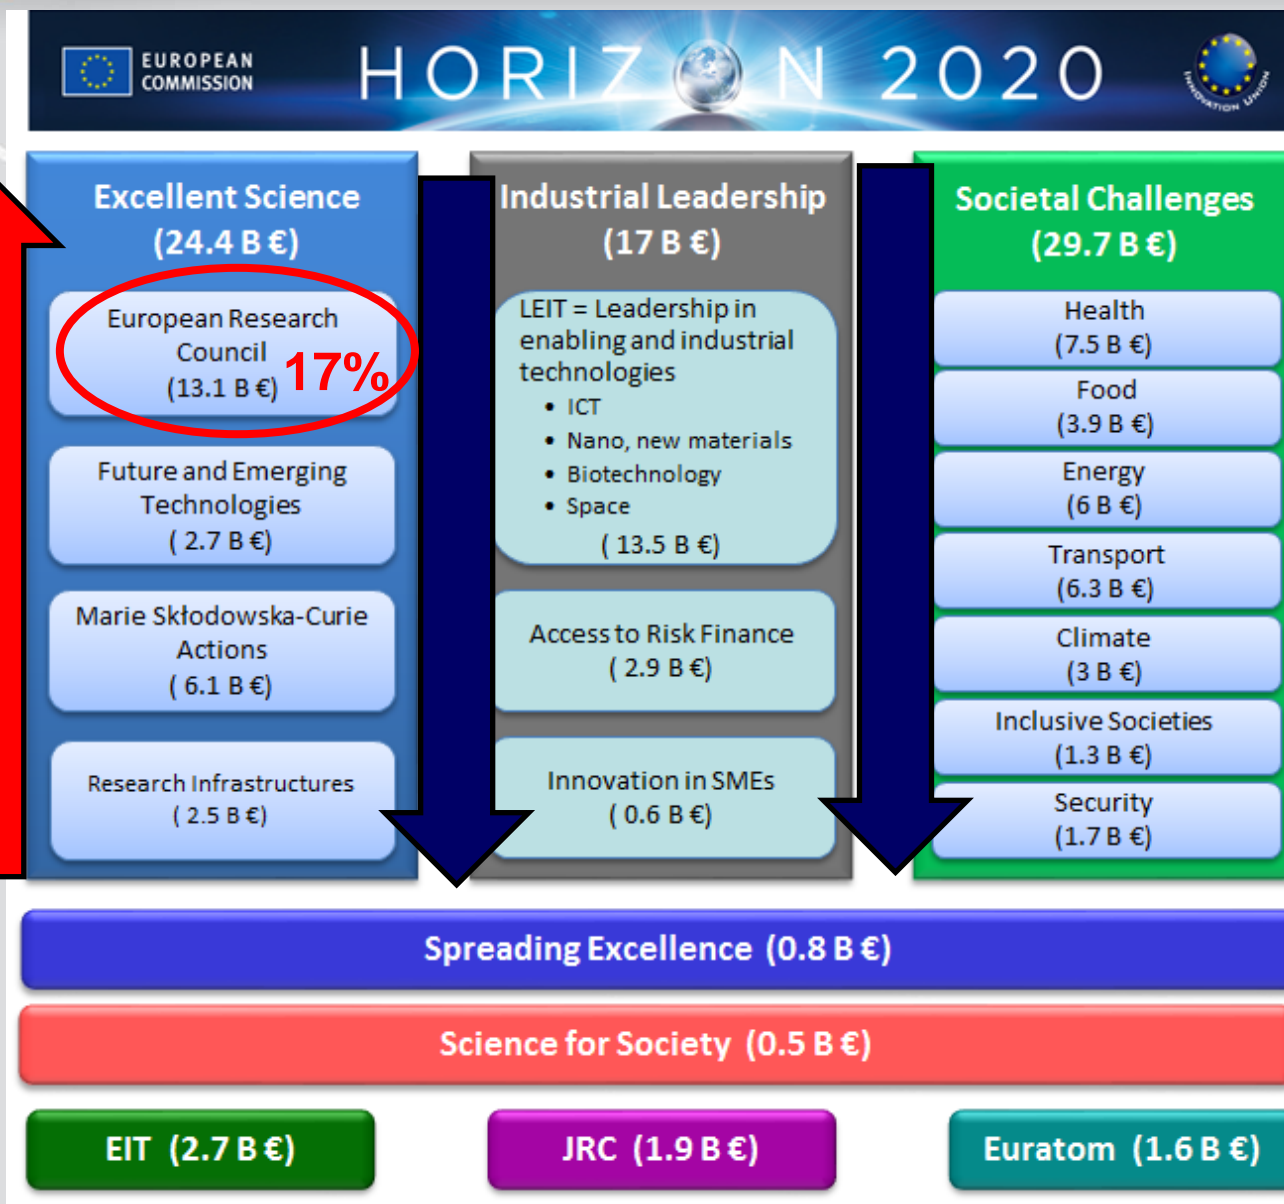 EUROPEAN
COMMISSION
HORIZON 2020
INNOVATION UNION
Excellent Science
(24.4 B €)
European Research
Council
(13.1 B €)
17%
Future and Emerging
Technologies
( 2.7 B €)
Marie Skłodowska-Curie
Actions
( 6.1 B €)
Research Infrastructures
( 2.5 B €)
Industrial Leadership
(17 B €)
LEIT = Leadership in
enabling and industrial
technologies
• ICT
• Nano, new materials
• Biotechnology
• Space
( 13.5 B €)
Access to Risk Finance
( 2.9 B €)
Innovation in SMEs
( 0.6 B €)
Societal Challenges
(29.7 B €)
Health
(7.5 B €)
Food
(3.9 B €)
Energy
(6 B €)
Transport
(6.3 B €)
Climate
(3 B €)
Inclusive Societies
(1.3 B €)
Security
(1.7 B €)
Spreading Excellence (0.8 B €)
Science for Society (0.5 B €)
EIT (2.7 B €)
JRC (1.9 B €)
Euratom (1.6 B €)